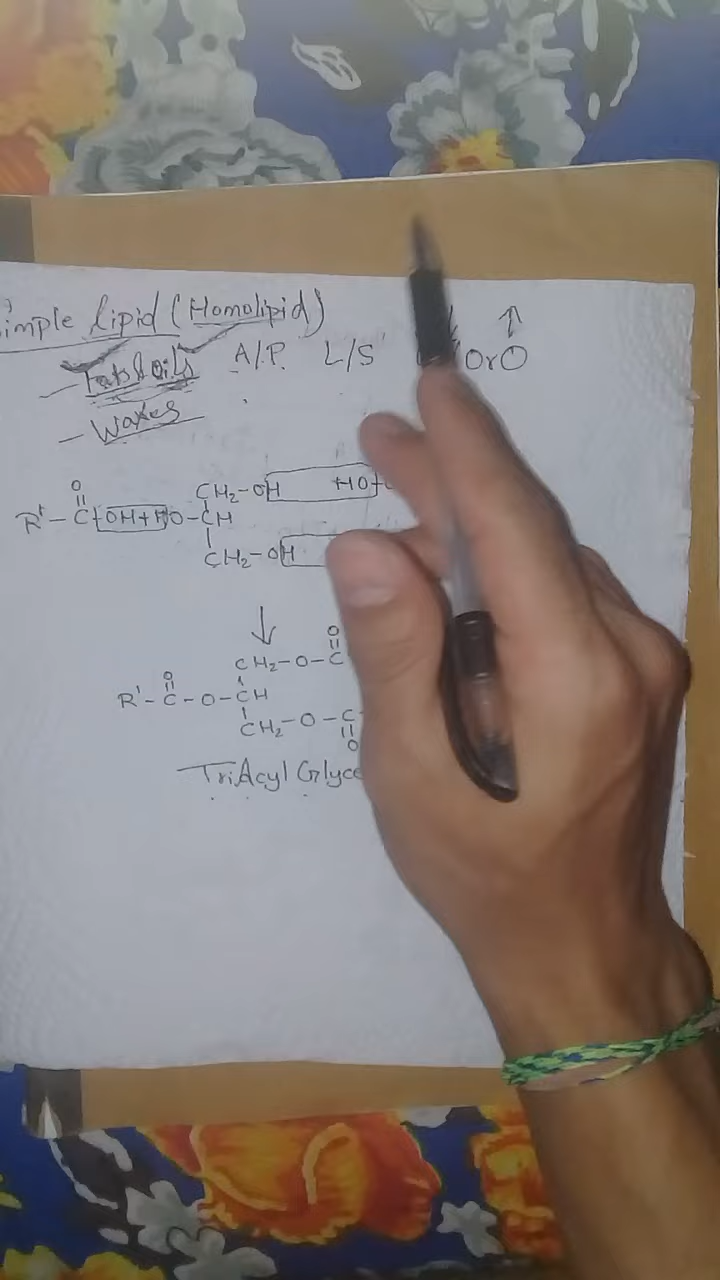 Simple Lipid (Homolipid)
- Fats & oils A/P. L/S Or O ↑
- Waxes
O
CH₂-OH HO+
R'-C+OH+HO-CH
CH₂-OH
↓
O
CH₂-O-C
O
R'-C-O-CH
CH₂-O-C
O
TriAcyl Glyce